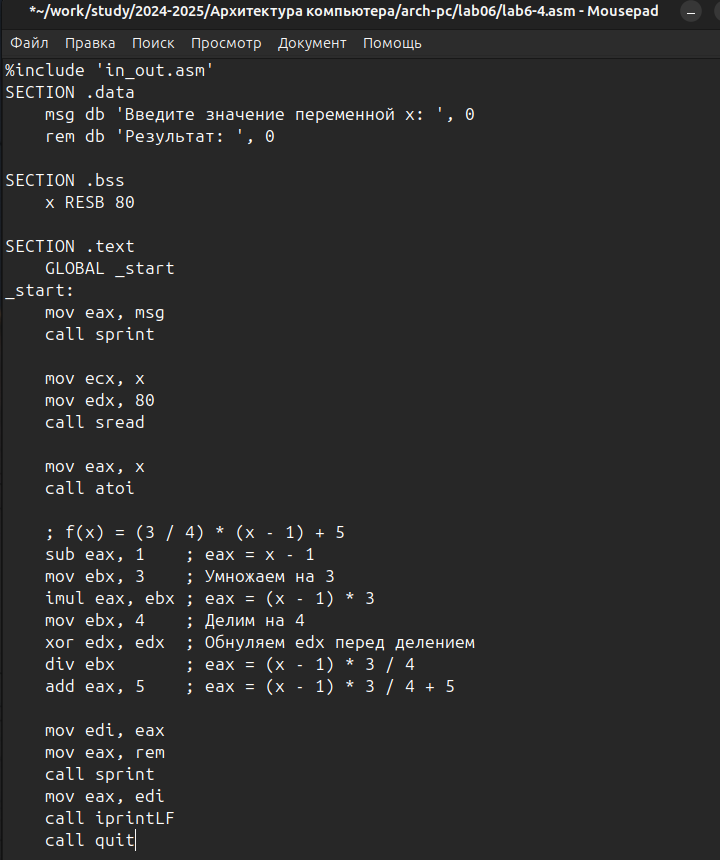 *~/work/study/2024-2025/Архитектура компьютера/arch-pc/lab06/lab6-4.asm - Mousepad
Файл Правка Поиск Просмотр Документ Помощь
%include 'in_out.asm'
SECTION .data
    msg db 'Введите значение переменной x: ', 0
    rem db 'Результат: ', 0

SECTION .bss
    x RESB 80

SECTION .text
    GLOBAL _start
_start:
    mov eax, msg
    call sprint

    mov ecx, x
    mov edx, 80
    call sread

    mov eax, x
    call atoi

    ; f(x) = (3 / 4) * (x - 1) + 5
    sub eax, 1    ; eax = x - 1
    mov ebx, 3    ; Умножаем на 3
    imul eax, ebx ; eax = (x - 1) * 3
    mov ebx, 4    ; Делим на 4
    xor edx, edx  ; Обнуляем edx перед делением
    div ebx       ; eax = (x - 1) * 3 / 4
    add eax, 5    ; eax = (x - 1) * 3 / 4 + 5

    mov edi, eax
    mov eax, rem
    call sprint
    mov eax, edi
    call iprintLF
    call quit